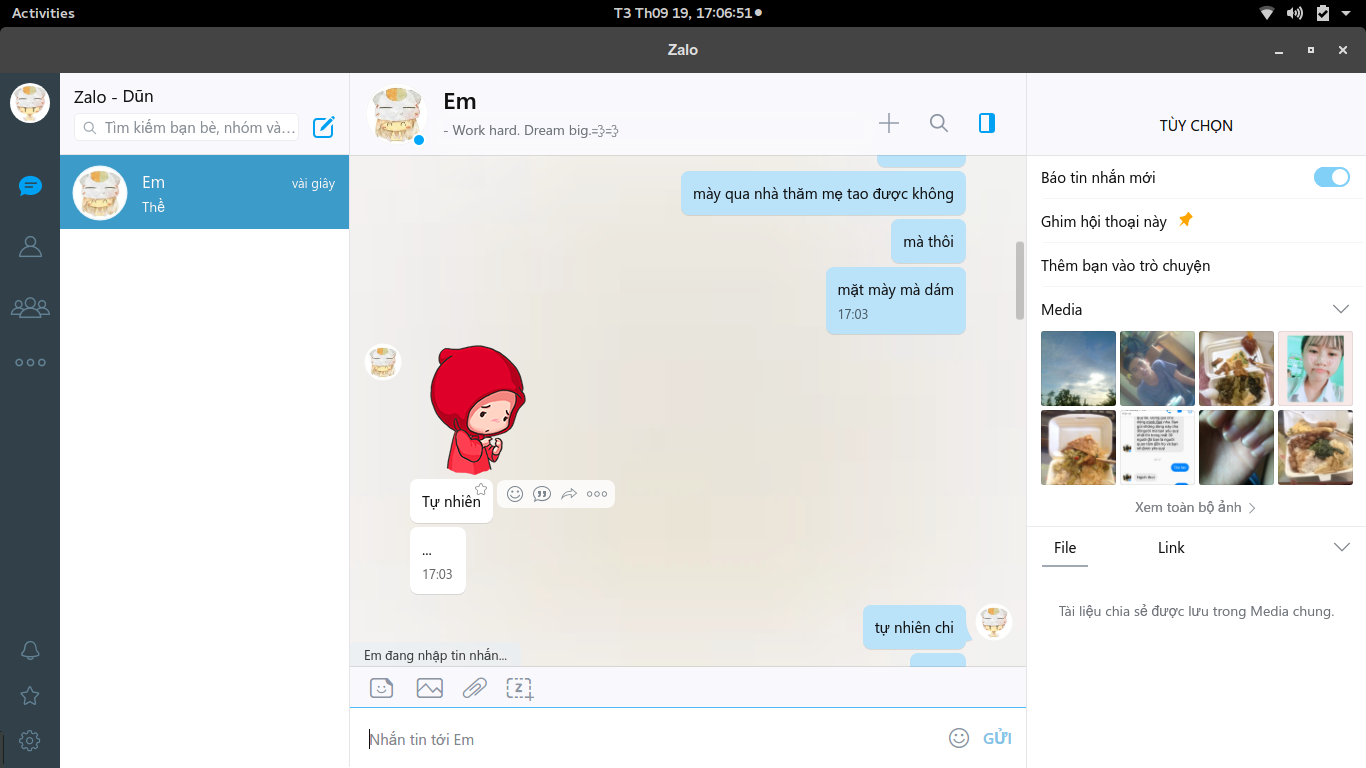 Activities
T3 Th09 19, 17:06:51
Zalo
Zalo - Dũn
Tìm kiếm bạn bè, nhóm và...
Em
vài giây
Thể
Em
- Work hard. Dream big.
mày qua nhà thăm mẹ tao được không
mà thôi
mặt mày mà dám
17:03
Tự nhiên
...
17:03
tự nhiên chi
Em đang nhập tin nhắn...
Nhắn tin tới Em
GỬI
TÙY CHỌN
Báo tin nhắn mới
Ghim hội thoại này
Thêm bạn vào trò chuyện
Media
Xem toàn bộ ảnh
File
Link
Tài liệu chia sẻ được lưu trong Media chung.